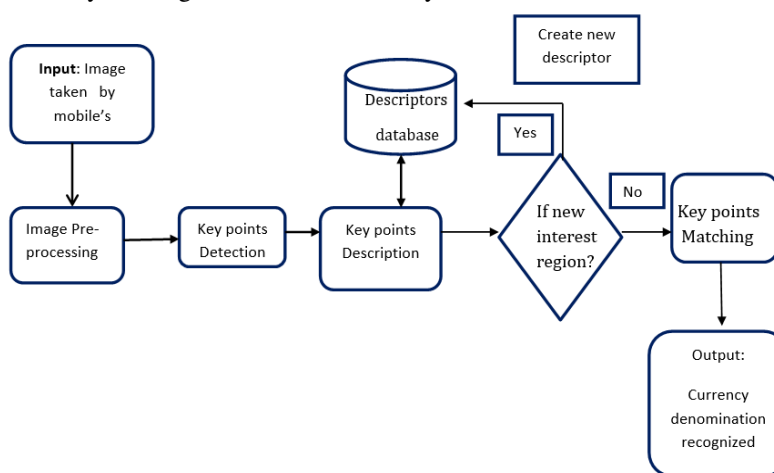 Input: Image
taken by
mobile's
Image Pre-
processing
Key points
Detection
Key points
Description
Descriptors
database
Create new
descriptor
Yes
If new
interest
region?
No
Key points
Matching
Output:
Currency
denomination
recognized